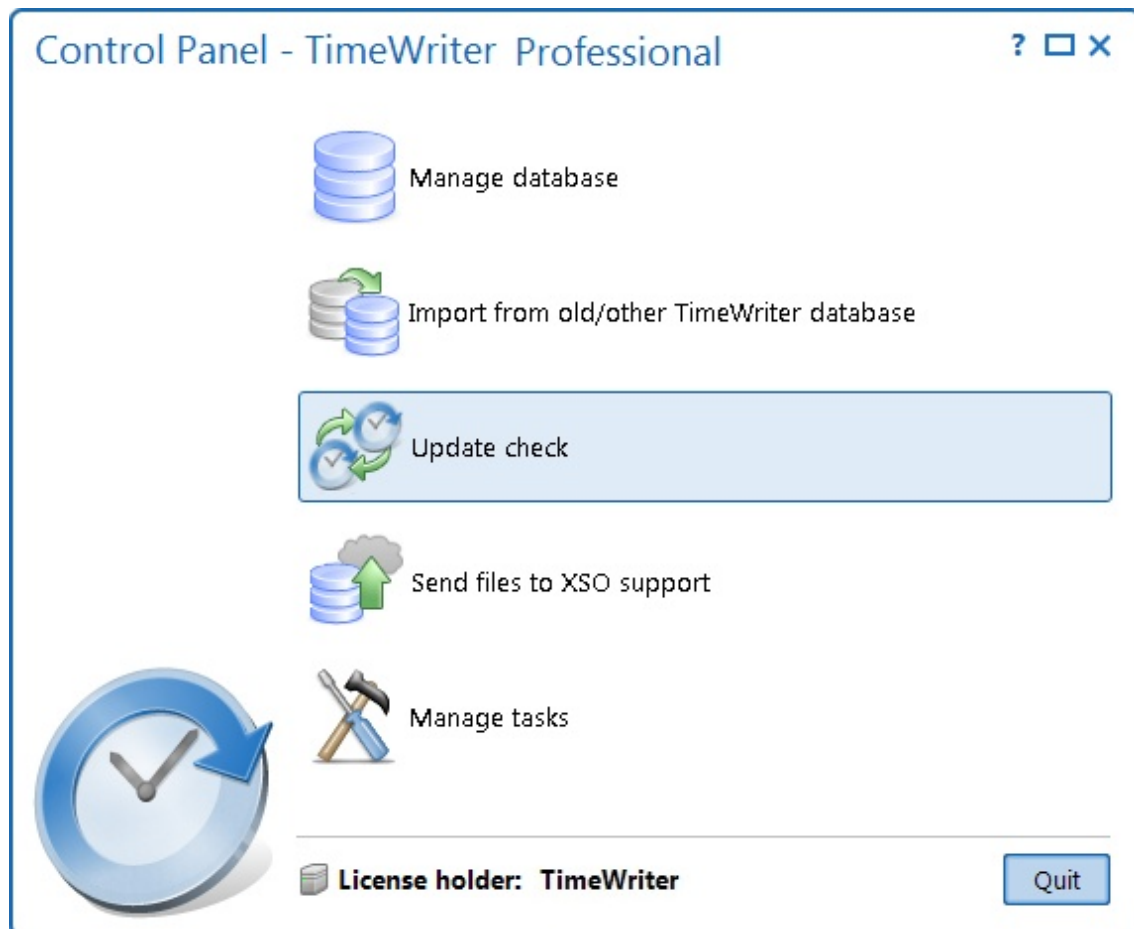 Control Panel - TimeWriter Professional ?
Manage database
Import from old/other TimeWriter database
Update check
Send files to XSO support
Manage tasks
License holder: TimeWriter Quit